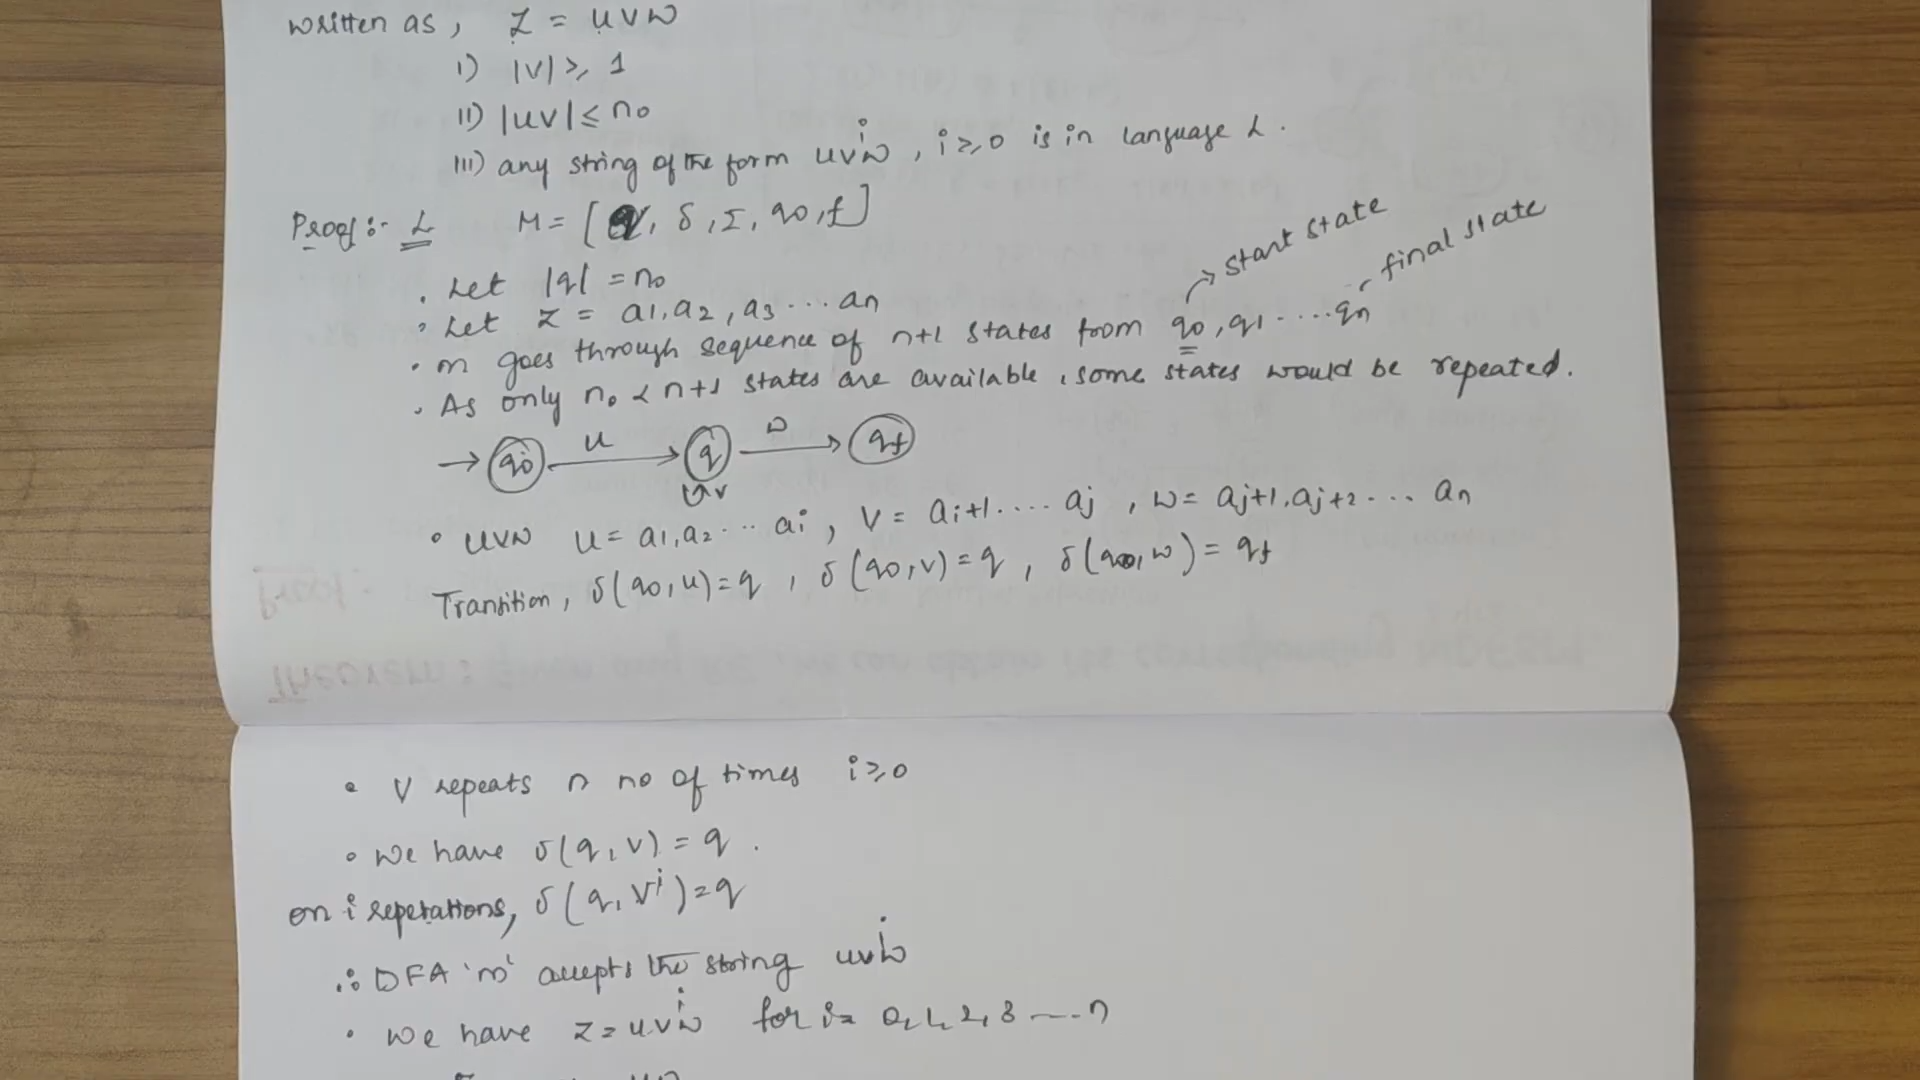 written as, Z = uvw
i) |v| ≥ 1
ii) |uv| ≤ n0
iii) any string of the form uvⁱw, i ≥ 0 is in language L.
Proof :- L M = [q, δ, Σ, q0, f]
• Let |q| = n0
• Let Z = a1, a2, a3 ... an
→ start state
final state
• m goes through sequence of n+1 states from q0, q1 .... qn
• As only n0 < n+1 states are available, some states would be repeated.
→ q0 u → q w → qf
v
• uvw u = a1, a2 ... ai, v = ai+1 .... aj, w = aj+1, aj+2 ... an
Transition, δ(q0, u) = q, δ(q0, v) = q, δ(q0, w) = qf
• v repeats n no of times i ≥ 0
• we have δ(q, v) = q.
on i repetations, δ(q, vⁱ) = q
∴ DFA 'm' accepts the string uvⁱw
• we have z = uvⁱw for i = 0, 1, 2, 3 ---- n